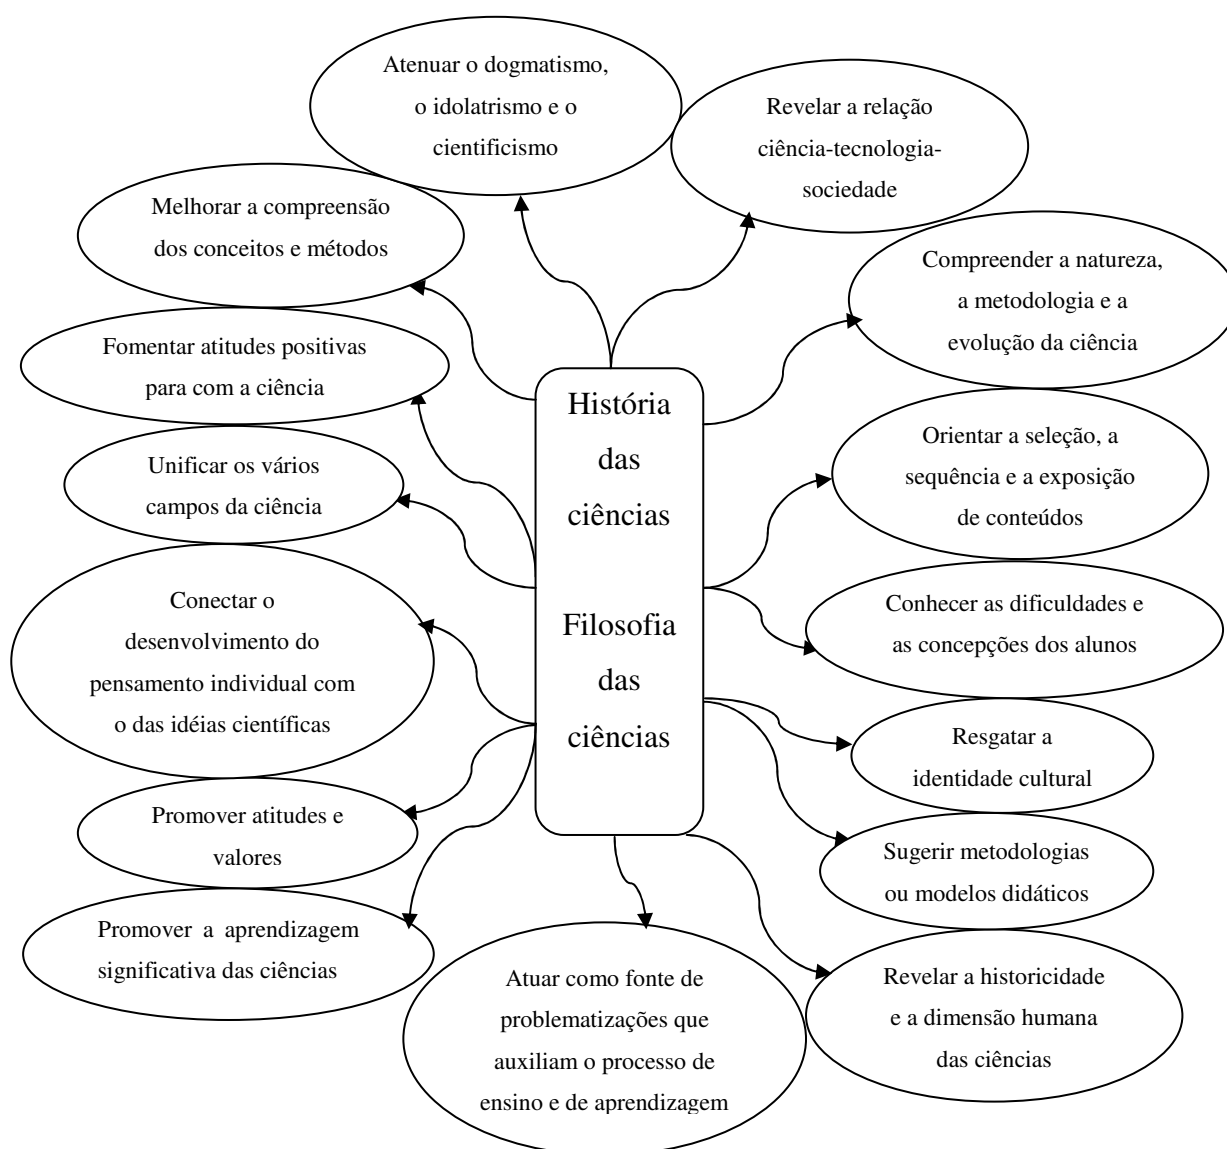 Atenuar o dogmatismo,
o idolatrismo e o
cientificismo
Revelar a relação
ciência-tecnologia-
sociedade
Melhorar a compreensão
dos conceitos e métodos
Compreender a natureza,
a metodologia e a
evolução da ciência
Fomentar atitudes positivas
para com a ciência
História
das
ciências
Filosofia
das
ciências
Orientar a seleção, a
sequência e a exposição
de conteúdos
Unificar os vários
campos da ciência
Conectar o
desenvolvimento do
pensamento individual com
o das idéias científicas
Conhecer as dificuldades e
as concepções dos alunos
Resgatar a
identidade cultural
Promover atitudes e
valores
Sugerir metodologias
ou modelos didáticos
Promover a aprendizagem
significativa das ciências
Atuar como fonte de
problematizações que
auxiliam o processo de
ensino e de aprendizagem
Revelar a historicidade
e a dimensão humana
das ciências